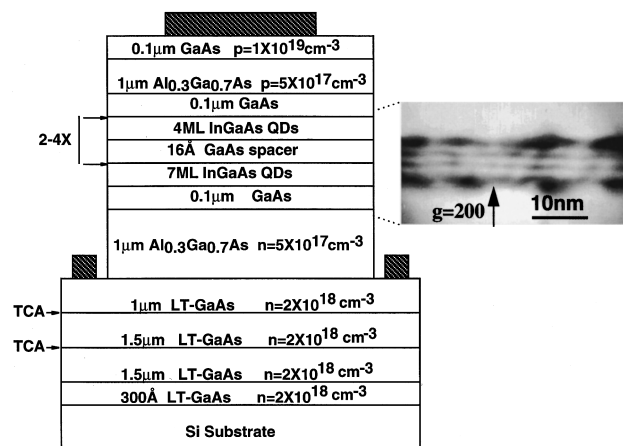 0.1μm GaAs p=1X10¹⁹cm-3
1μm Al₀.₃Ga₀.₇As p=5X10¹⁷cm-3
0.1μm GaAs
2-4X
4ML InGaAs QDs
16Å GaAs spacer
7ML InGaAs QDs
0.1μm GaAs
g=200
10nm
1μm Al₀.₃Ga₀.₇As n=5X10¹⁷cm-3
1μm LT-GaAs n=2X10¹⁸ cm-3
TCA
1.5μm LT-GaAs n=2X10¹⁸ cm-3
TCA
1.5μm LT-GaAs n=2X10¹⁸ cm-3
300Å LT-GaAs n=2X10¹⁸ cm-3
Si Substrate